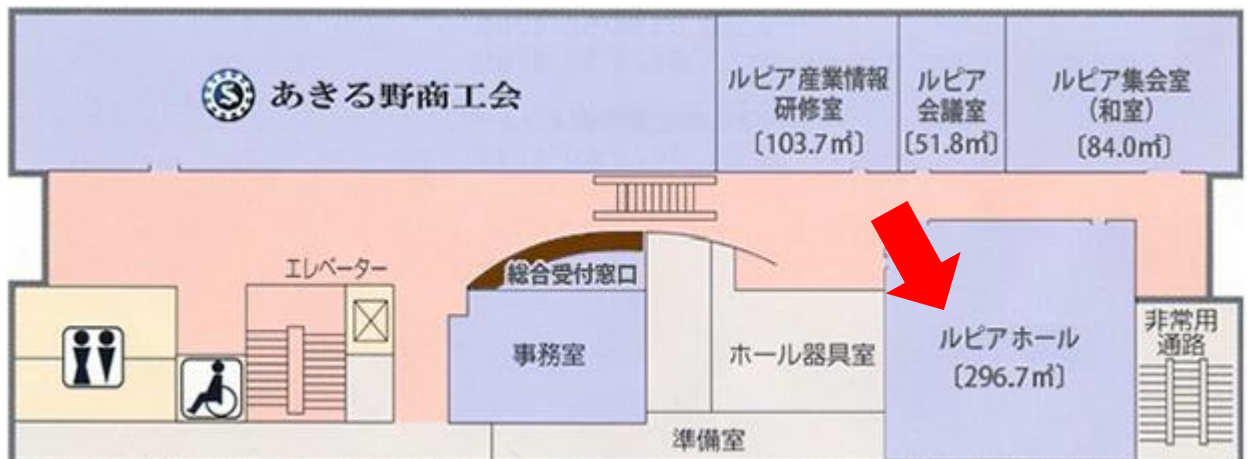 あきる野商工会
ルピア産業情報
研修室
〔103.7㎡〕
ルピア
会議室
〔51.8㎡〕
ルピア集会室
(和室)
〔84.0㎡〕
エレベーター
総合受付窓口
事務室
ホール器具室
ルピアホール
〔296.7㎡〕
非常用
通路
準備室